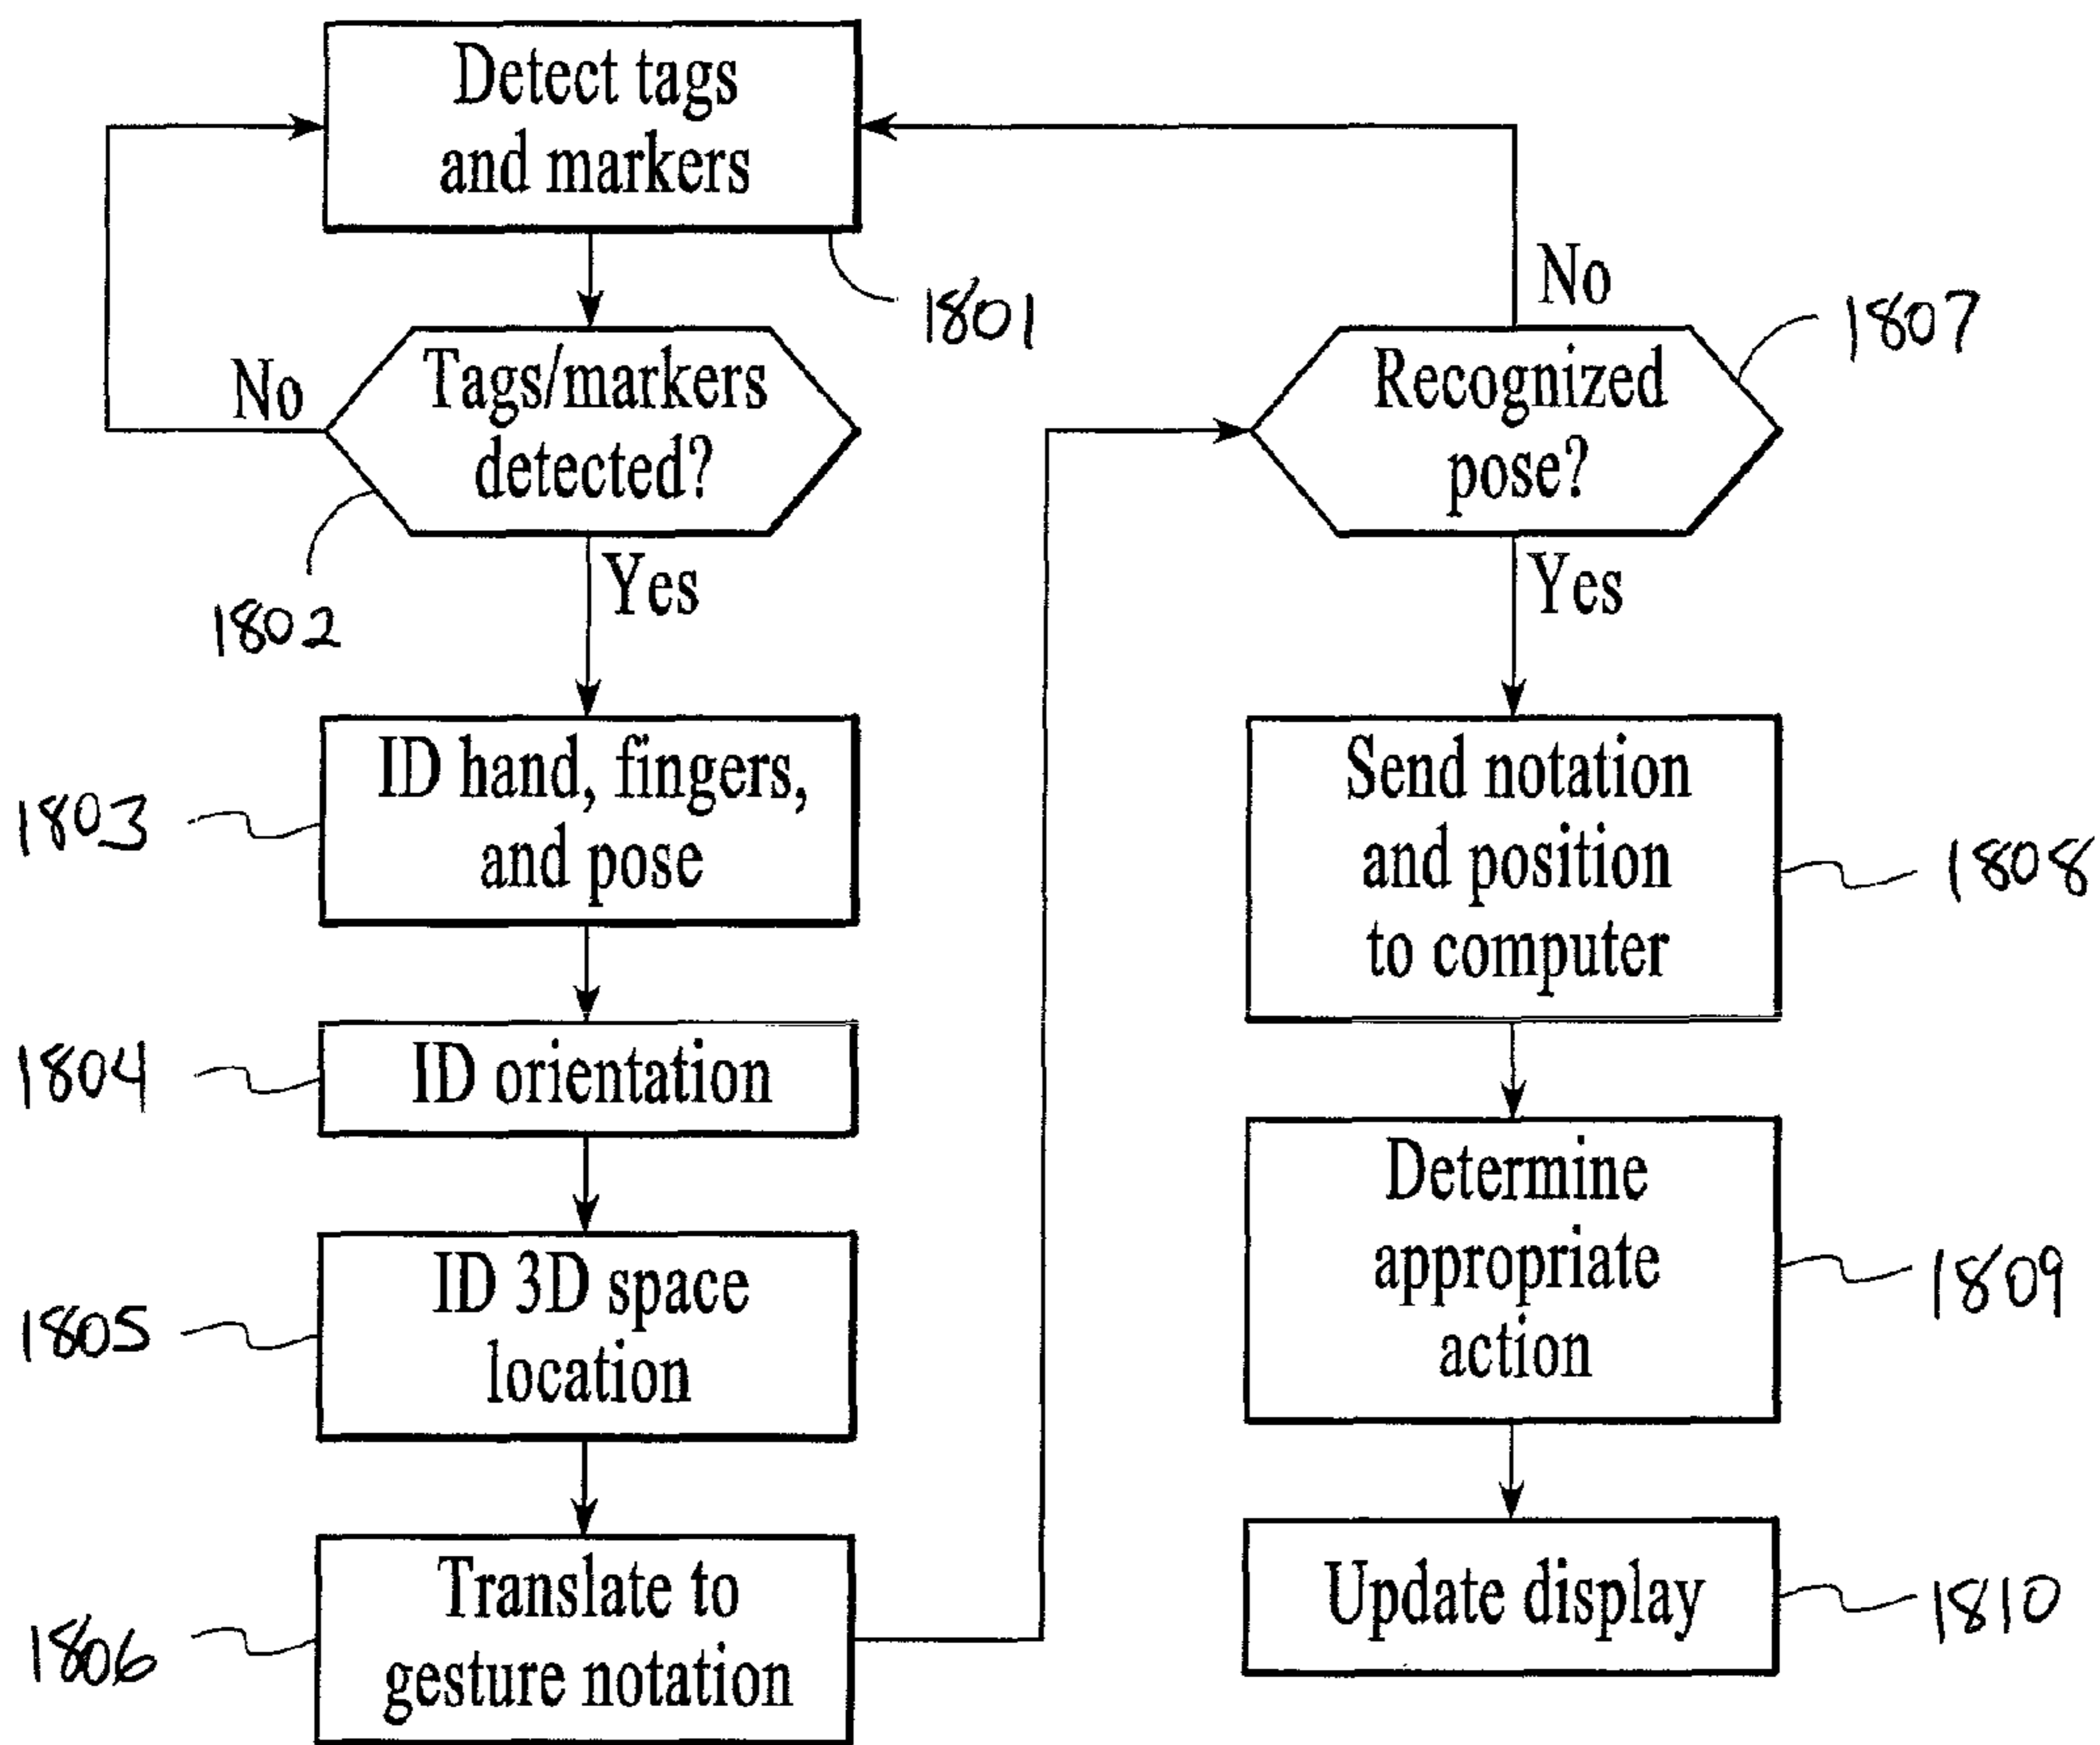 Detect tags
and markers
1801
No
Tags/markers
detected?
1802
Yes
1803
ID hand, fingers,
and pose
1804
ID orientation
1805
ID 3D space
location
1806
Translate to
gesture notation
No
1807
Recognized
pose?
Yes
Send notation
and position
to computer
1808
Determine
appropriate
action
1809
Update display
1810